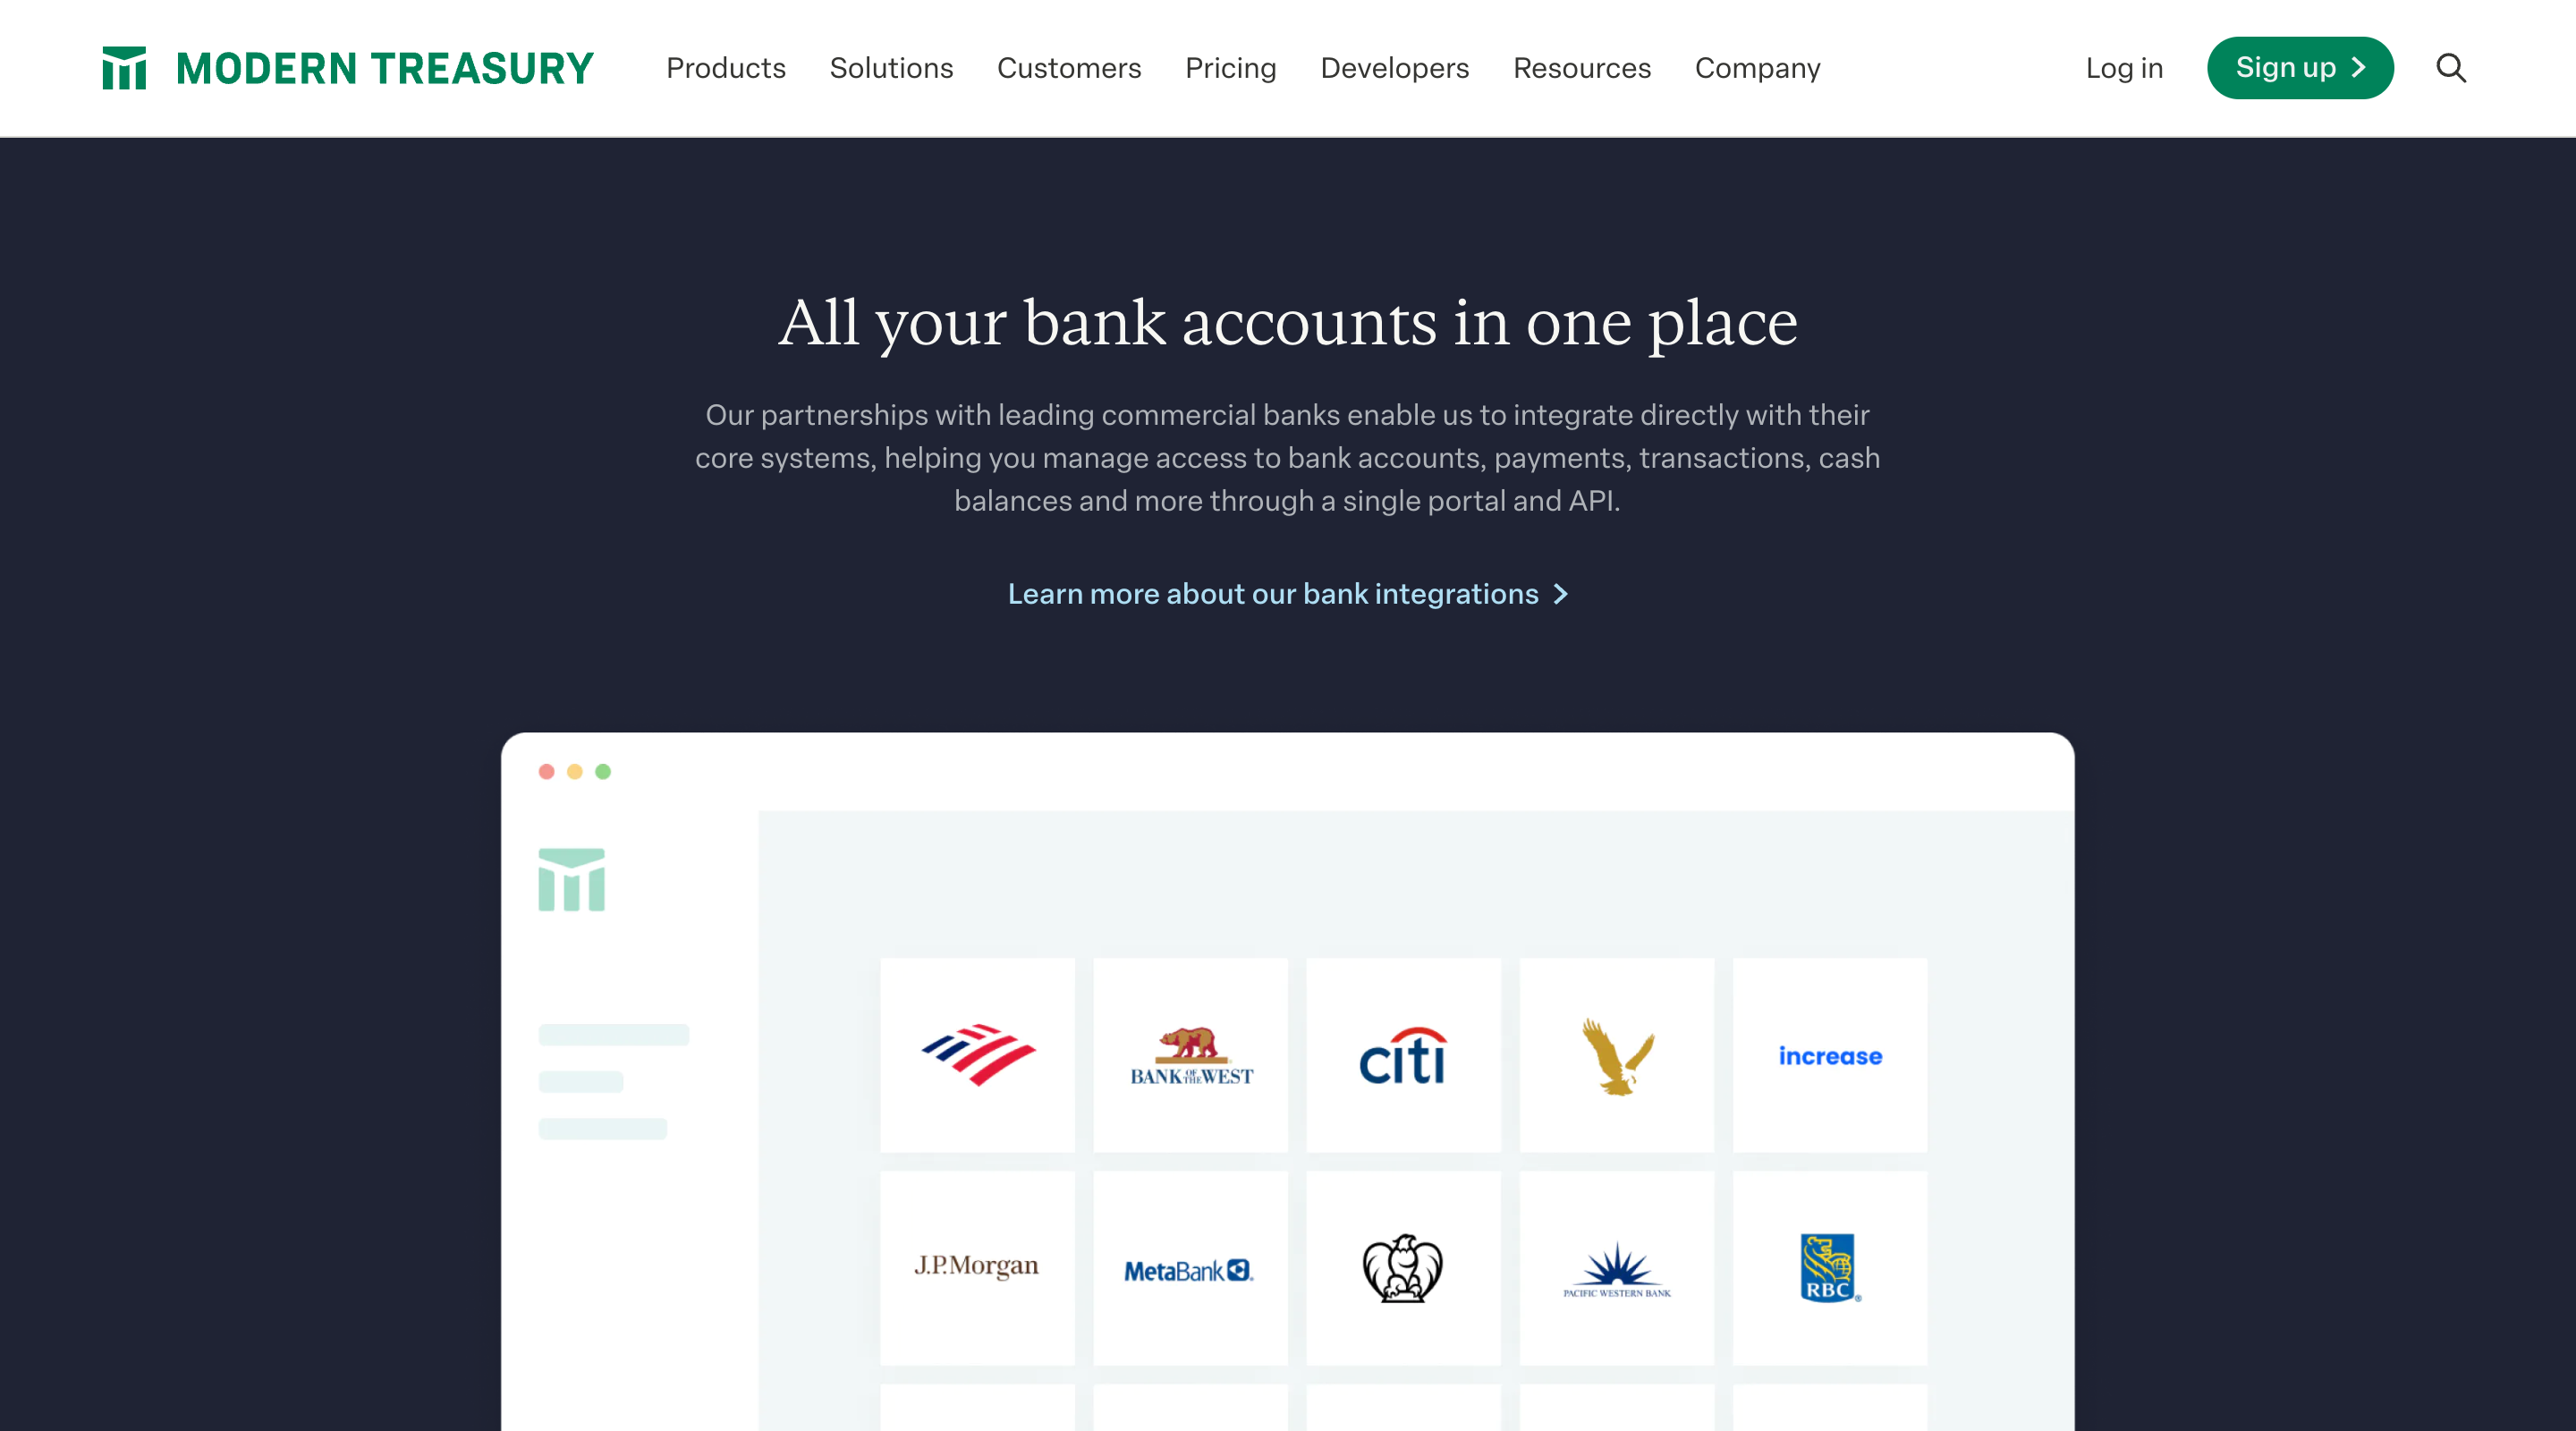 MODERN TREASURY
Products
Solutions
Customers
Pricing
Developers
Resources
Company
Log in
Sign up
All your bank accounts in one place
Our partnerships with leading commercial banks enable us to integrate directly with their
core systems, helping you manage access to bank accounts, payments, transactions, cash
balances and more through a single portal and API.
Learn more about our bank integrations
BANK OF THE WEST
citi
increase
J.P.Morgan
MetaBank®
PACIFIC WESTERN BANK
RBC®